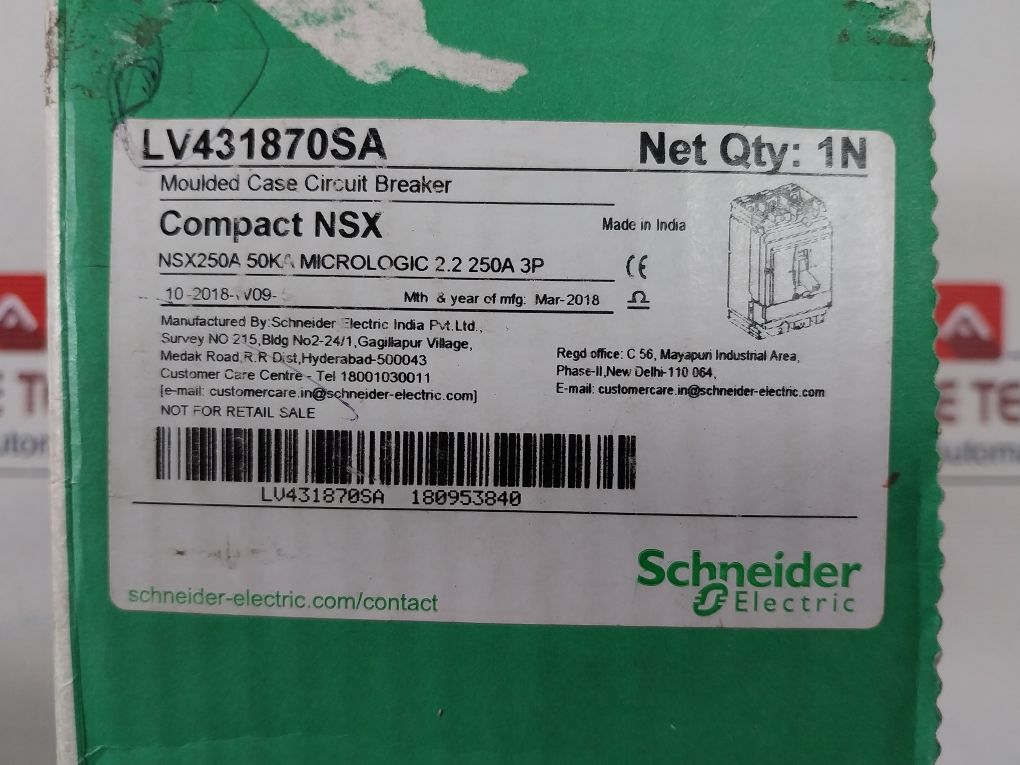 LV431870SA
Net Qty: 1N
Moulded Case Circuit Breaker
Compact NSX
Made in India
NSX250A 50KA MICROLOGIC 2.2 250A 3P
CE
10-2018-W09-
Mth & year of mfg: Mar-2018
Manufactured By:Schneider Electric India Pvt.Ltd.,
Survey NO 215,Bldg No2-24/1,Gagillapur Village,
Medak Road,R.R Dist,Hyderabad-500043
Customer Care Centre - Tel 18001030011
[e-mail: customercare.in@schneider-electric.com]
NOT FOR RETAIL SALE
Regd office: C 56, Mayapuri Industrial Area,
Phase-II,New Delhi-110 064,
E-mail: customercare.in@schneider-electric.com
LV431870SA 180953840
schneider-electric.com/contact
Schneider
Electric